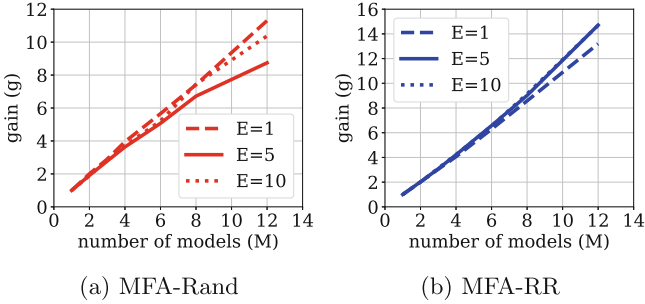 12
10
8
6
4
2
0
gain (g)
E=1
E=5
E=10
0 2 4 6 8 10 12 14
number of models (M)
(a) MFA-Rand
16
14
12
10
8
6
4
2
0
gain (g)
E=1
E=5
E=10
0 2 4 6 8 10 12 14
number of models (M)
(b) MFA-RR